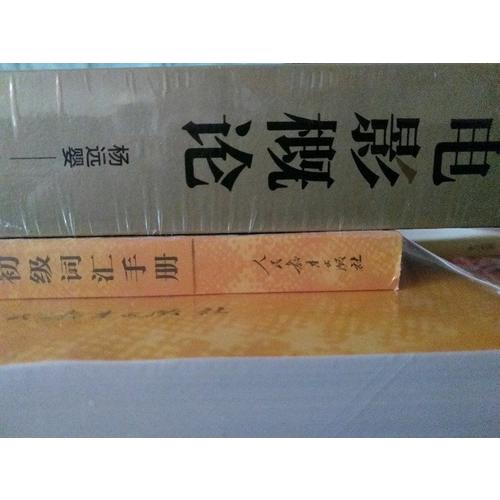 电影概论
杨远婴
初级词汇手册
人民教育出版社